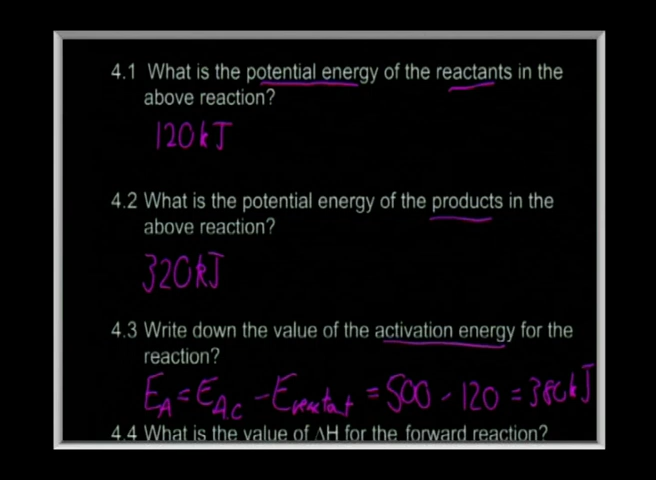 4.1 What is the potential energy of the reactants in the
above reaction?
120kJ
4.2 What is the potential energy of the products in the
above reaction?
320kJ
4.3 Write down the value of the activation energy for the
reaction?
EA = EA.C - Ereactant = 500 - 120 = 380kJ
4.4 What is the value of ΔH for the forward reaction?